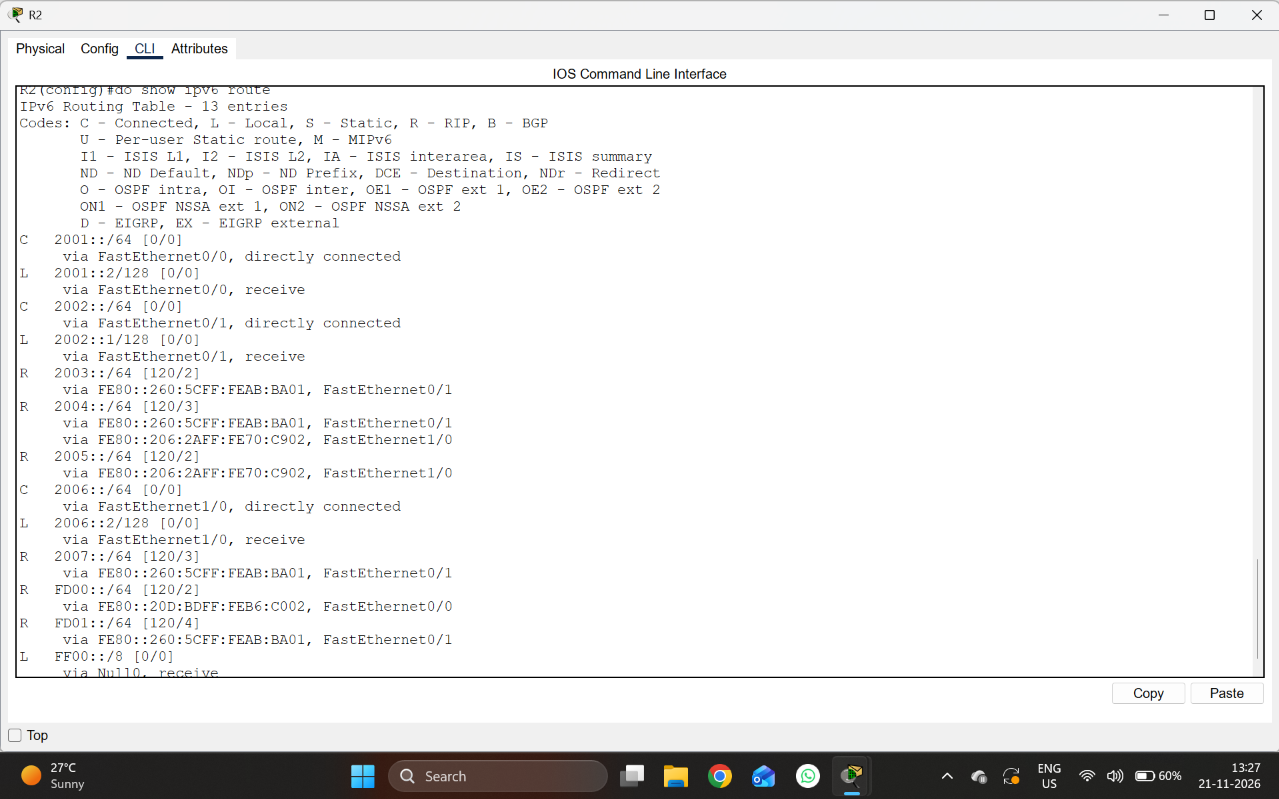 R2
Physical Config CLI Attributes
IOS Command Line Interface
R2(config)#do show ipv6 route
IPv6 Routing Table - 13 entries
Codes: C - Connected, L - Local, S - Static, R - RIP, B - BGP
U - Per-user Static route, M - MIPv6
I1 - ISIS L1, I2 - ISIS L2, IA - ISIS interarea, IS - ISIS summary
ND - ND Default, NDp - ND Prefix, DCE - Destination, NDr - Redirect
O - OSPF intra, OI - OSPF inter, OE1 - OSPF ext 1, OE2 - OSPF ext 2
ON1 - OSPF NSSA ext 1, ON2 - OSPF NSSA ext 2
D - EIGRP, EX - EIGRP external
C 2001::/64 [0/0]
via FastEthernet0/0, directly connected
L 2001::2/128 [0/0]
via FastEthernet0/0, receive
C 2002::/64 [0/0]
via FastEthernet0/1, directly connected
L 2002::1/128 [0/0]
via FastEthernet0/1, receive
R 2003::/64 [120/2]
via FE80::260:5CFF:FEAB:BA01, FastEthernet0/1
R 2004::/64 [120/3]
via FE80::260:5CFF:FEAB:BA01, FastEthernet0/1
via FE80::206:2AFF:FE70:C902, FastEthernet1/0
R 2005::/64 [120/2]
via FE80::206:2AFF:FE70:C902, FastEthernet1/0
C 2006::/64 [0/0]
via FastEthernet1/0, directly connected
L 2006::2/128 [0/0]
via FastEthernet1/0, receive
R 2007::/64 [120/3]
via FE80::260:5CFF:FEAB:BA01, FastEthernet0/1
R FD00::/64 [120/2]
via FE80::20D:BDFF:FEB6:C002, FastEthernet0/0
R FD01::/64 [120/4]
via FE80::260:5CFF:FEAB:BA01, FastEthernet0/1
L FF00::/8 [0/0]
via Null0, receive
Copy Paste
Top
27°C
Sunny
Search
ENG
US
60%
13:27
21-11-2026